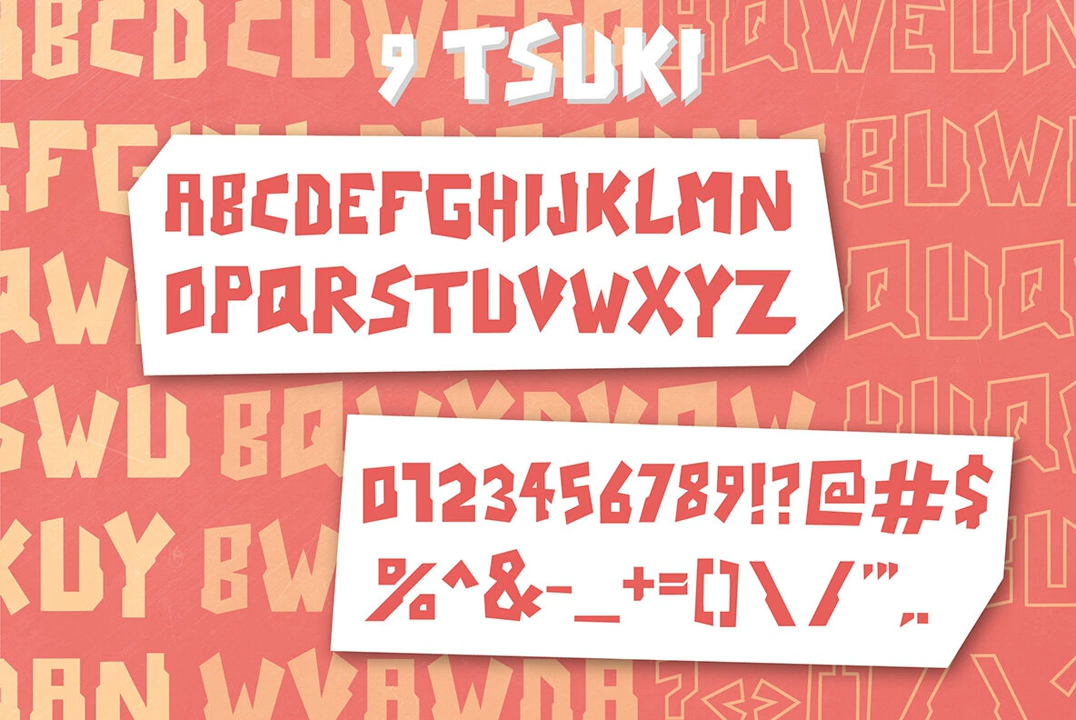 9 TSUKI
ABCDEFGHIJKLMN
OPQRSTUVWXYZ
0123456789!?@#$
%^&-_+=[]\/'",.